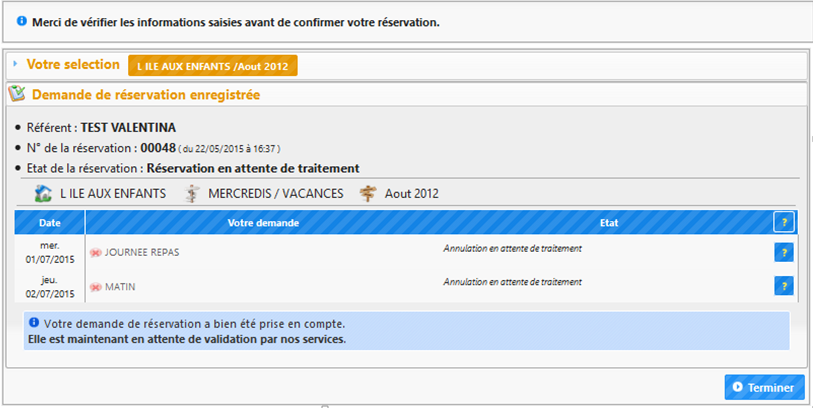 Merci de vérifier les informations saisies avant de confirmer votre réservation.
Votre selection L ILE AUX ENFANTS /Aout 2012
Demande de réservation enregistrée
• Référent : TEST VALENTINA
• N° de la réservation : 00048 ( du 22/05/2015 à 16:37 )
• Etat de la réservation : Réservation en attente de traitement
L ILE AUX ENFANTS MERCREDIS / VACANCES Aout 2012
Date Votre demande Etat ?
mer.
01/07/2015 JOURNEE REPAS Annulation en attente de traitement ?
jeu.
02/07/2015 MATIN Annulation en attente de traitement ?
Votre demande de réservation a bien été prise en compte.
Elle est maintenant en attente de validation par nos services.
Terminer